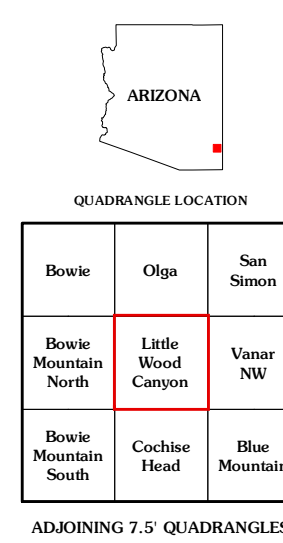 ARIZONA
QUADRANGLE LOCATION
Bowie
Olga
San
Simon
Bowie
Mountain
North
Little
Wood
Canyon
Vanar
NW
Bowie
Mountain
South
Cochise
Head
Blue
Mountain
ADJOINING 7.5' QUADRANGLES